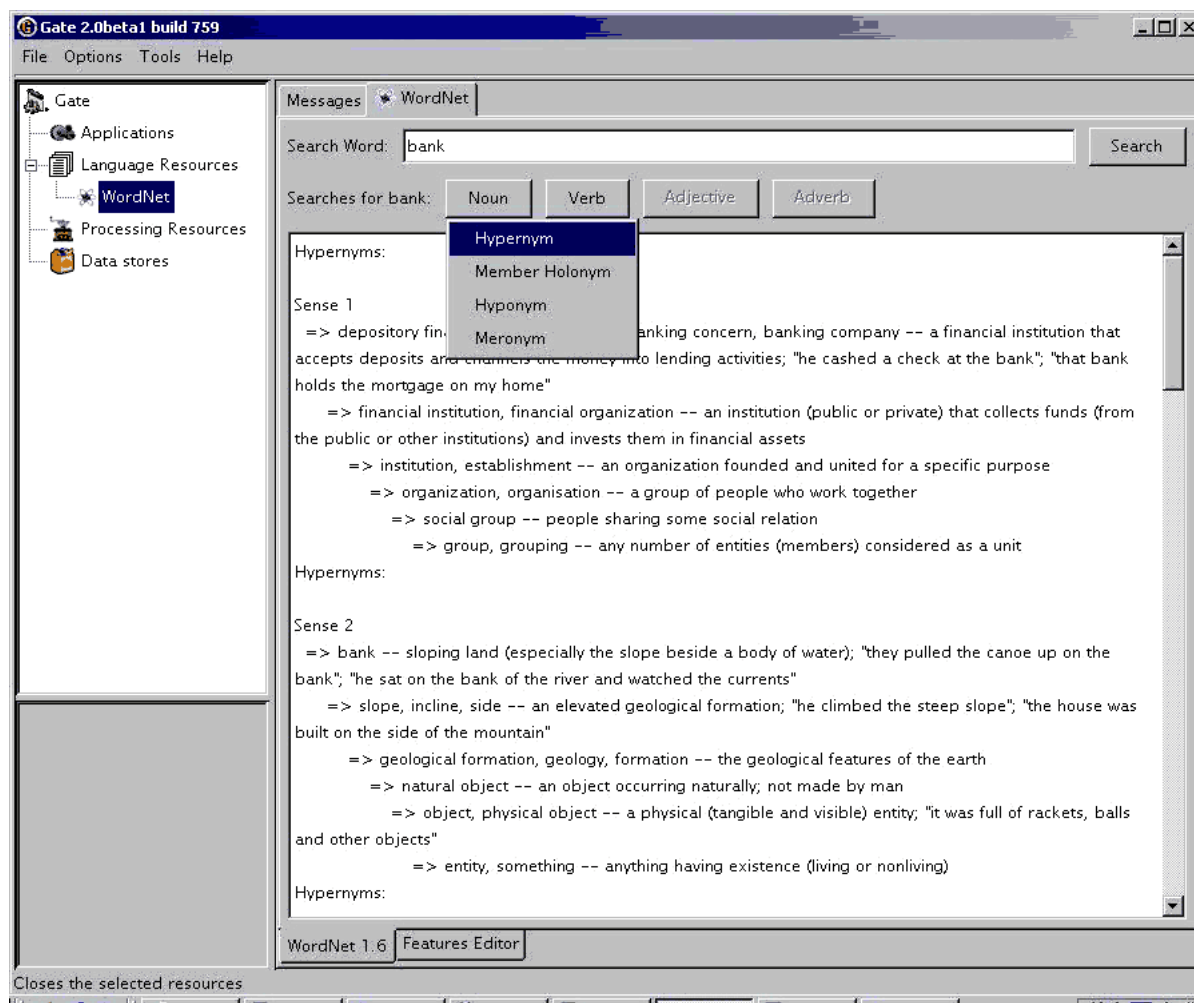 Gate 2.0beta1 build 759
File Options Tools Help
Gate
Applications
Language Resources
WordNet
Processing Resources
Data stores
Messages WordNet
Search Word: bank Search
Searches for bank: Noun Verb Adjective Adverb
Hypernym
Member Holonym
Hyponym
Meronym
Hypernyms:
Sense 1
=> depository fin anking concern, banking company -- a financial institution that
accepts deposits and channels the money into lending activities; "he cashed a check at the bank"; "that bank
holds the mortgage on my home"
=> financial institution, financial organization -- an institution (public or private) that collects funds (from
the public or other institutions) and invests them in financial assets
=> institution, establishment -- an organization founded and united for a specific purpose
=> organization, organisation -- a group of people who work together
=> social group -- people sharing some social relation
=> group, grouping -- any number of entities (members) considered as a unit
Hypernyms:
Sense 2
=> bank -- sloping land (especially the slope beside a body of water); "they pulled the canoe up on the
bank"; "he sat on the bank of the river and watched the currents"
=> slope, incline, side -- an elevated geological formation; "he climbed the steep slope"; "the house was
built on the side of the mountain"
=> geological formation, geology, formation -- the geological features of the earth
=> natural object -- an object occurring naturally; not made by man
=> object, physical object -- a physical (tangible and visible) entity; "it was full of rackets, balls
and other objects"
=> entity, something -- anything having existence (living or nonliving)
Hypernyms:
WordNet 1.6 Features Editor
Closes the selected resources